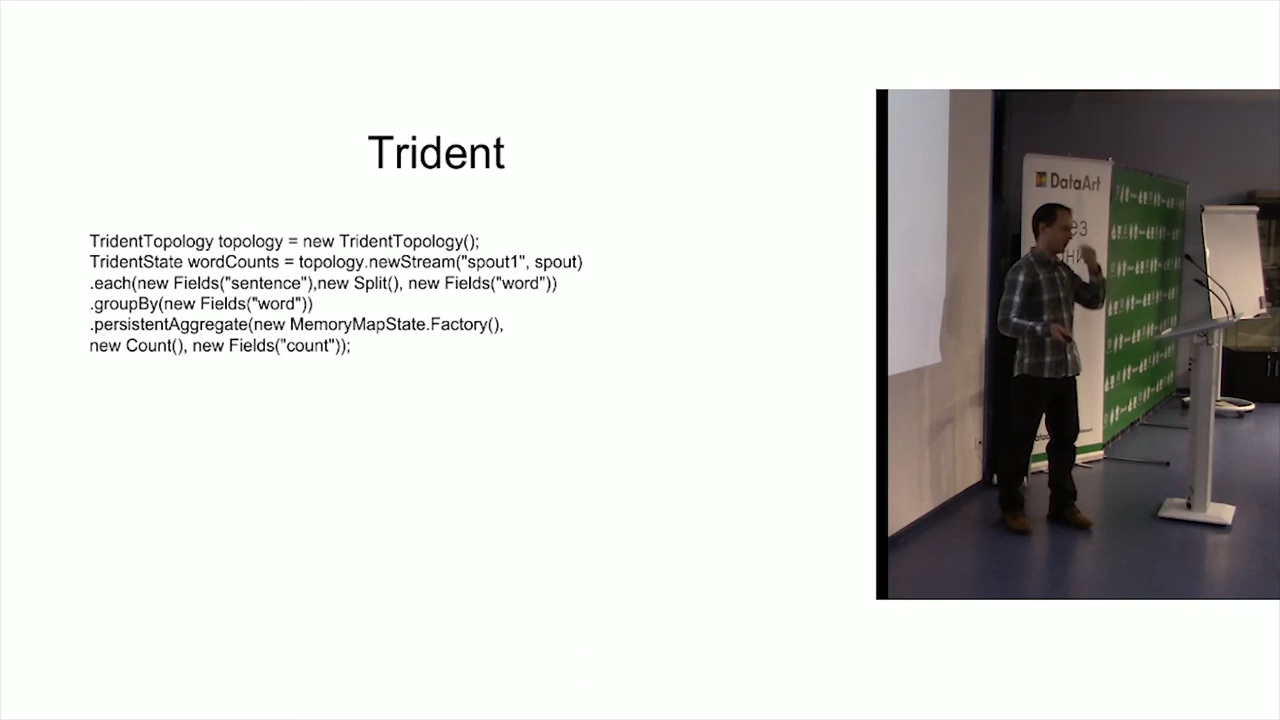 Trident
TridentTopology topology = new TridentTopology();
TridentState wordCounts = topology.newStream("spout1", spout)
.each(new Fields("sentence"),new Split(), new Fields("word"))
.groupBy(new Fields("word"))
.persistentAggregate(new MemoryMapState.Factory(),
new Count(), new Fields("count"));
DataArt